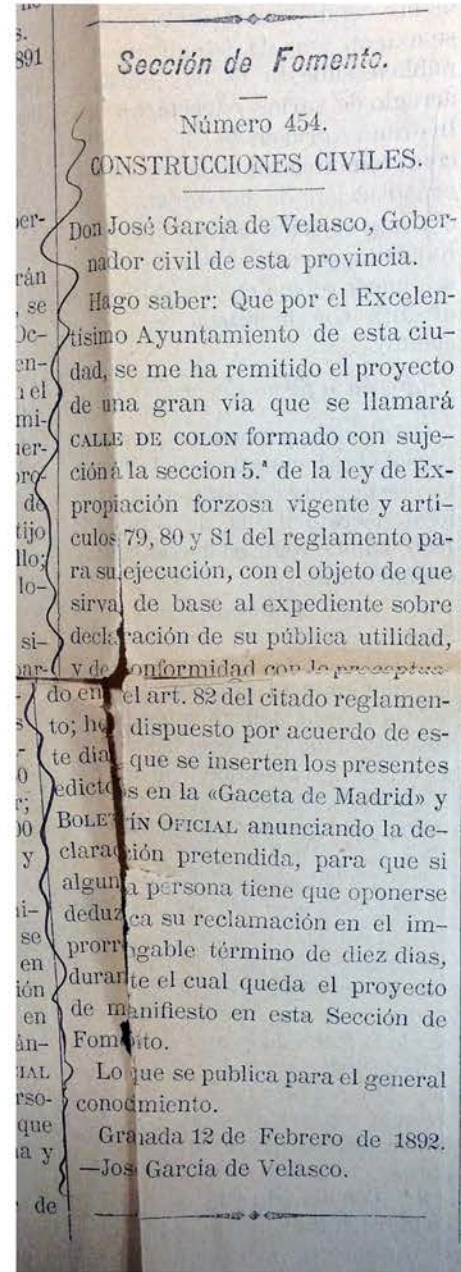 Sección de Fomento.
Número 454.
CONSTRUCCIONES CIVILES.
Don José García de Velasco, Gober-
nador civil de esta provincia.
Hago saber: Que por el Excelen-
tísimo Ayuntamiento de esta ciu-
dad, se me ha remitido el proyecto
de una gran via que se llamará
CALLE DE COLON formado con suje-
ción á la seccion 5.ª de la ley de Ex-
propiación forzosa vigente y artí-
culos 79, 80 y 81 del reglamento pa-
ra su ejecución, con el objeto de que
sirva de base al expediente sobre
declaración de su pública utilidad,
y de conformidad con lo preceptua-
do en el art. 82 del citado reglamen-
to; he dispuesto por acuerdo de es-
te dia que se inserten los presentes
edictos en la «Gaceta de Madrid» y
BOLETÍN OFICIAL anunciando la de-
claración pretendida, para que si
alguna persona tiene que oponerse
deduzca su reclamación en el im-
prorrogable término de diez días,
durante el cual queda el proyecto
de manifiesto en esta Sección de
Fomento.
Lo que se publica para el general
conocimiento.
Granada 12 de Febrero de 1892.
—José García de Velasco.